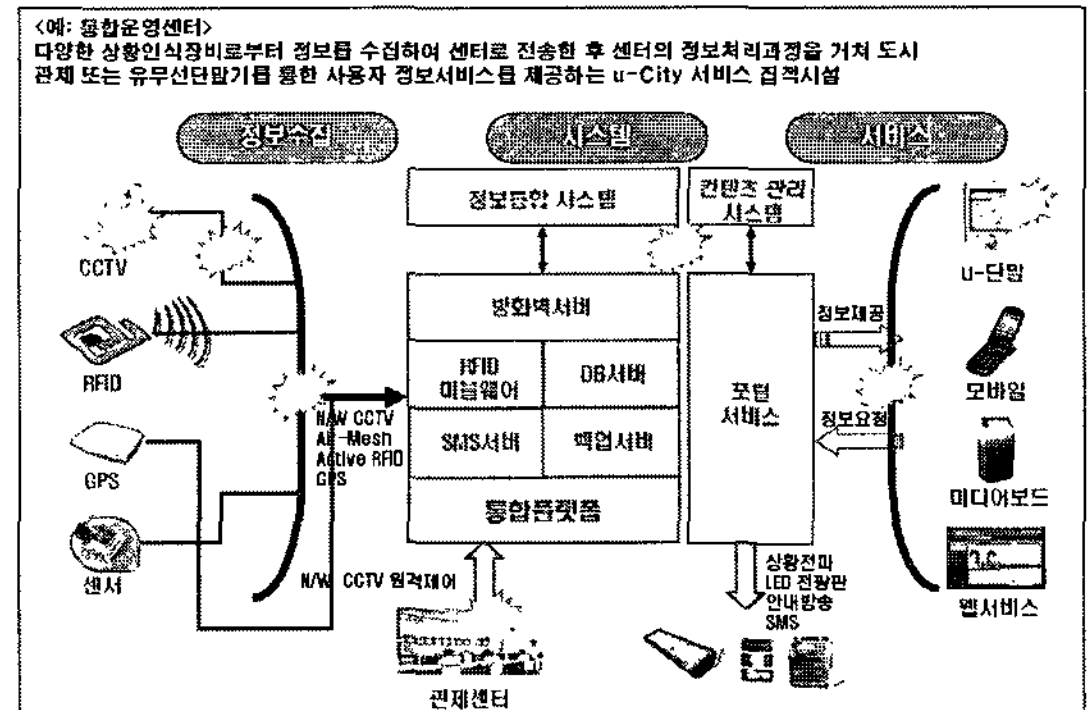 <예: 통합운영센터>
다양한 상황인식장비로부터 정보를 수집하여 센터로 전송한 후 센터의 정보처리과정을 거쳐 도시
관제 또는 유무선단말기를 통한 사용자 정보서비스를 제공하는 u-City 서비스 집적시설
정보수집
시스템
서비스
CCTV
RFID
GPS
센서
N/W CCTV
Air-Mesh
Active RFID
GPS
N/W CCTV 원격제어
정보통합 시스템
컨텐츠 관리
시스템
방화벽서버
RFID
미들웨어
DB서버
SMS서버
백업서버
통합플랫폼
포털
서비스
관제센터
정보제공
정보요청
상황전파
LED 전광판
안내방송
SMS
u-단말
모바일
미디어보드
웹서비스